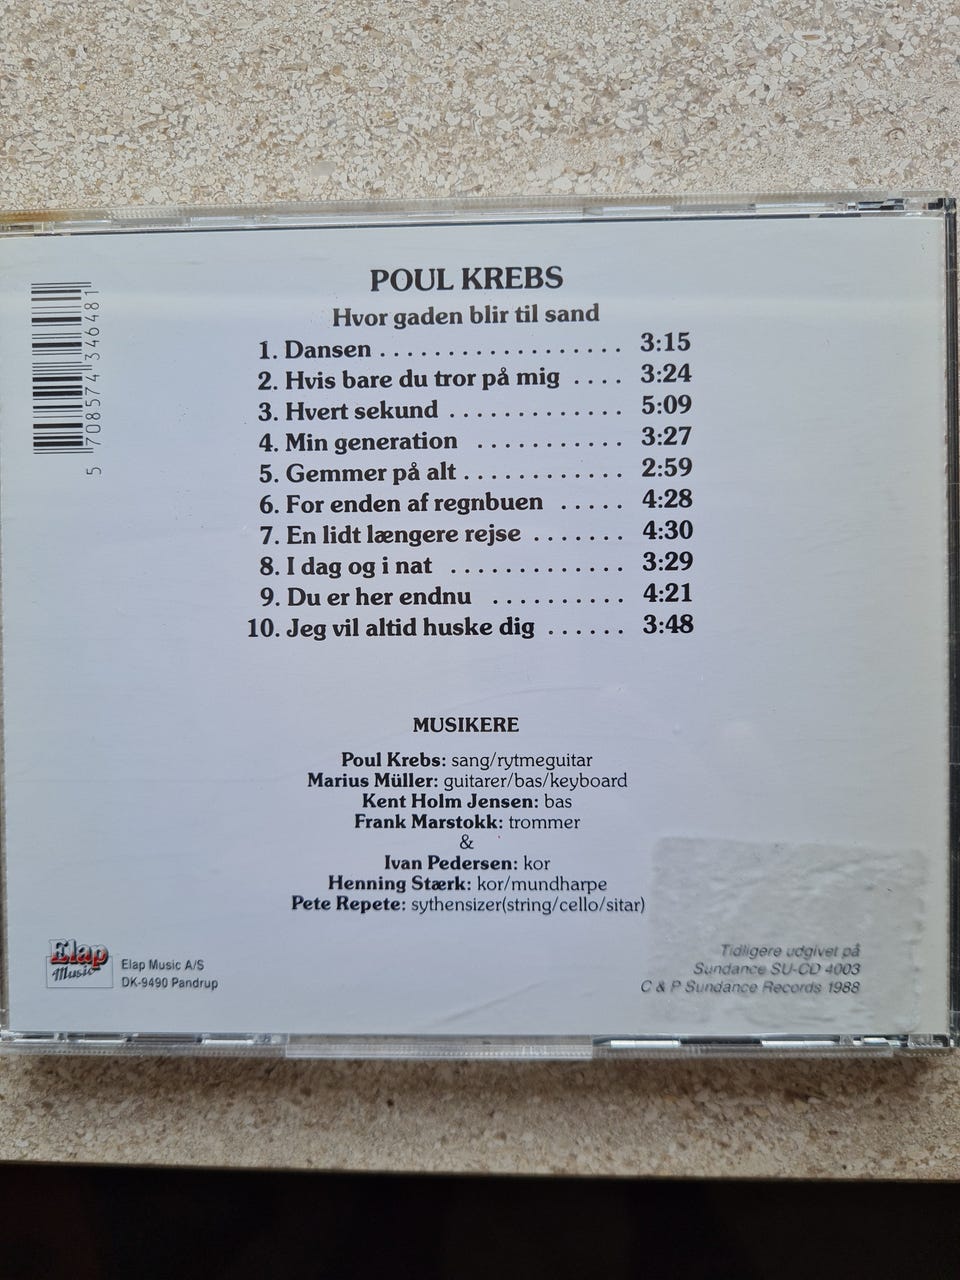 POUL KREBS
Hvor gaden blir til sand
1. Dansen . . . . . . . . . . . . . . . . . . . 3:15
2. Hvis bare du tror på mig . . . . 3:24
3. Hvert sekund . . . . . . . . . . . . . 5:09
4. Min generation . . . . . . . . . . . 3:27
5. Gemmer på alt . . . . . . . . . . . . 2:59
6. For enden af regnbuen . . . . . 4:28
7. En lidt længere rejse . . . . . . . 4:30
8. I dag og i nat . . . . . . . . . . . . . 3:29
9. Du er her endnu . . . . . . . . . . 4:21
10. Jeg vil altid huske dig . . . . . . 3:48
MUSIKERE
Poul Krebs: sang/rytmeguitar
Marius Müller: guitarer/bas/keyboard
Kent Holm Jensen: bas
Frank Marstokk: trommer
&
Ivan Pedersen: kor
Henning Stærk: kor/mundharpe
Pete Repete: sythensizer(string/cello/sitar)
5 708574 346481
Elap
Music
Elap Music A/S
DK-9490 Pandrup
Tidligere udgivet på
Sundance SU-CD 4003
C & P Sundance Records 1988